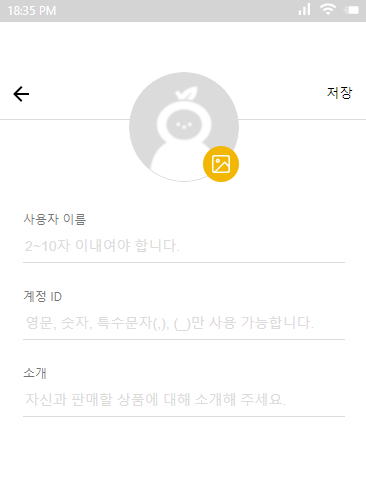 18:35 PM
저장
사용자 이름
2~10자 이내여야 합니다.
계정 ID
영문, 숫자, 특수문자(,), (_)만 사용 가능합니다.
소개
자신과 판매할 상품에 대해 소개해 주세요.